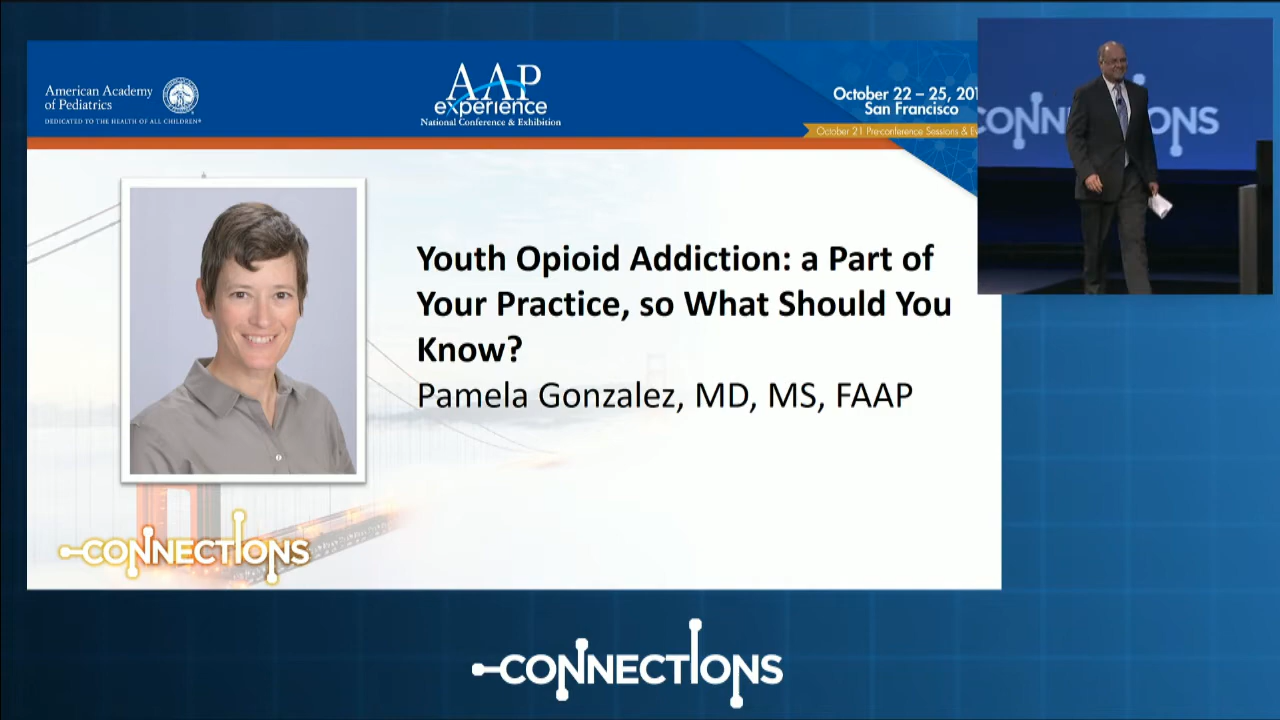 American Academy
of Pediatrics
DEDICATED TO THE HEALTH OF ALL CHILDREN®
AAP
experience
National Conference & Exhibition
October 22 – 25, 201
San Francisco
October 21 Pre-conference Sessions &
CONNECTIONS
Youth Opioid Addiction: a Part of
Your Practice, so What Should You
Know?
Pamela Gonzalez, MD, MS, FAAP
CONNECTIONS
CONNECTIONS